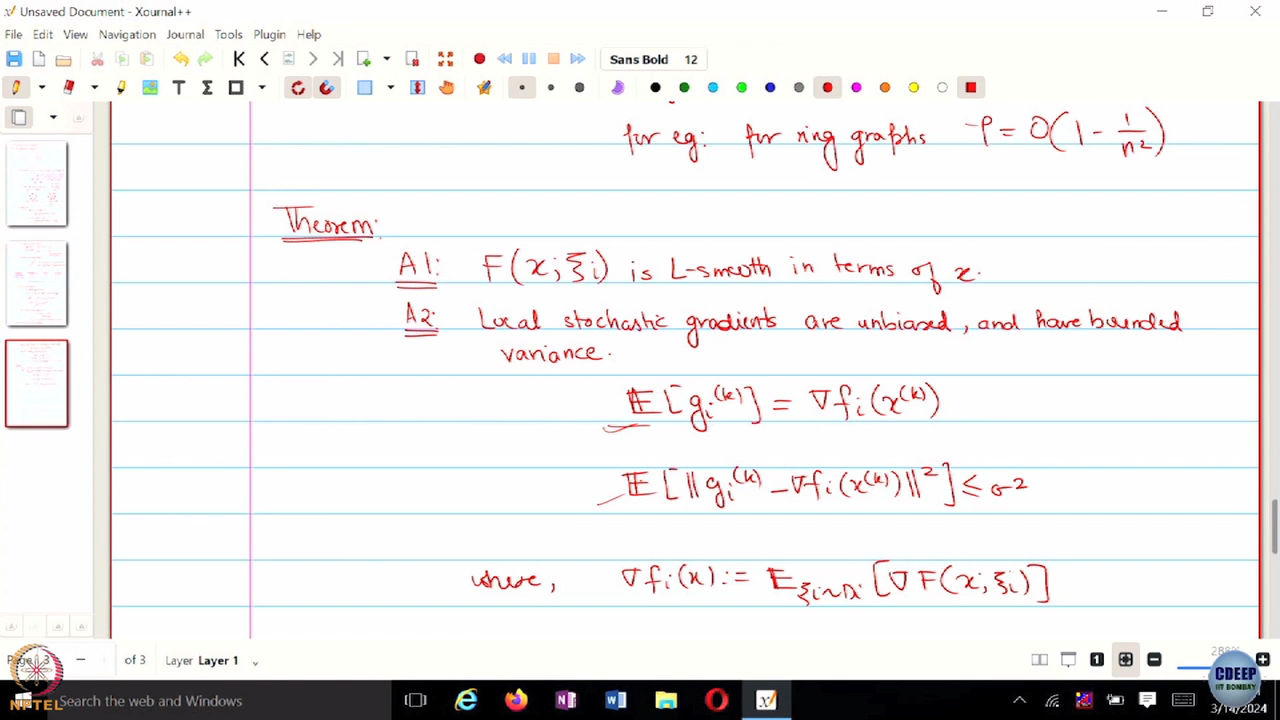 Unsaved Document - Xournal++
File Edit View Navigation Journal Tools Plugin Help
Sans Bold 12
for eg: for ring graphs ρ = O(1 - 1/n²)
Theorem:
A1: F(x; ξi) is L-smooth in terms of x.
A2: Local stochastic gradients are unbiased, and have bounded
variance.
𝔼[gi^(k)] = ∇fi(x^(k))
𝔼[‖gi^(k) - ∇fi(x^(k))‖²] ≤ σ²
where, ∇fi(x) := 𝔼_ξi~Di [∇F(x; ξi)]
of 3 Layer Layer 1
CDEEP
IIT BOMBAY
NPTEL
Search the web and Windows
3/14/2024